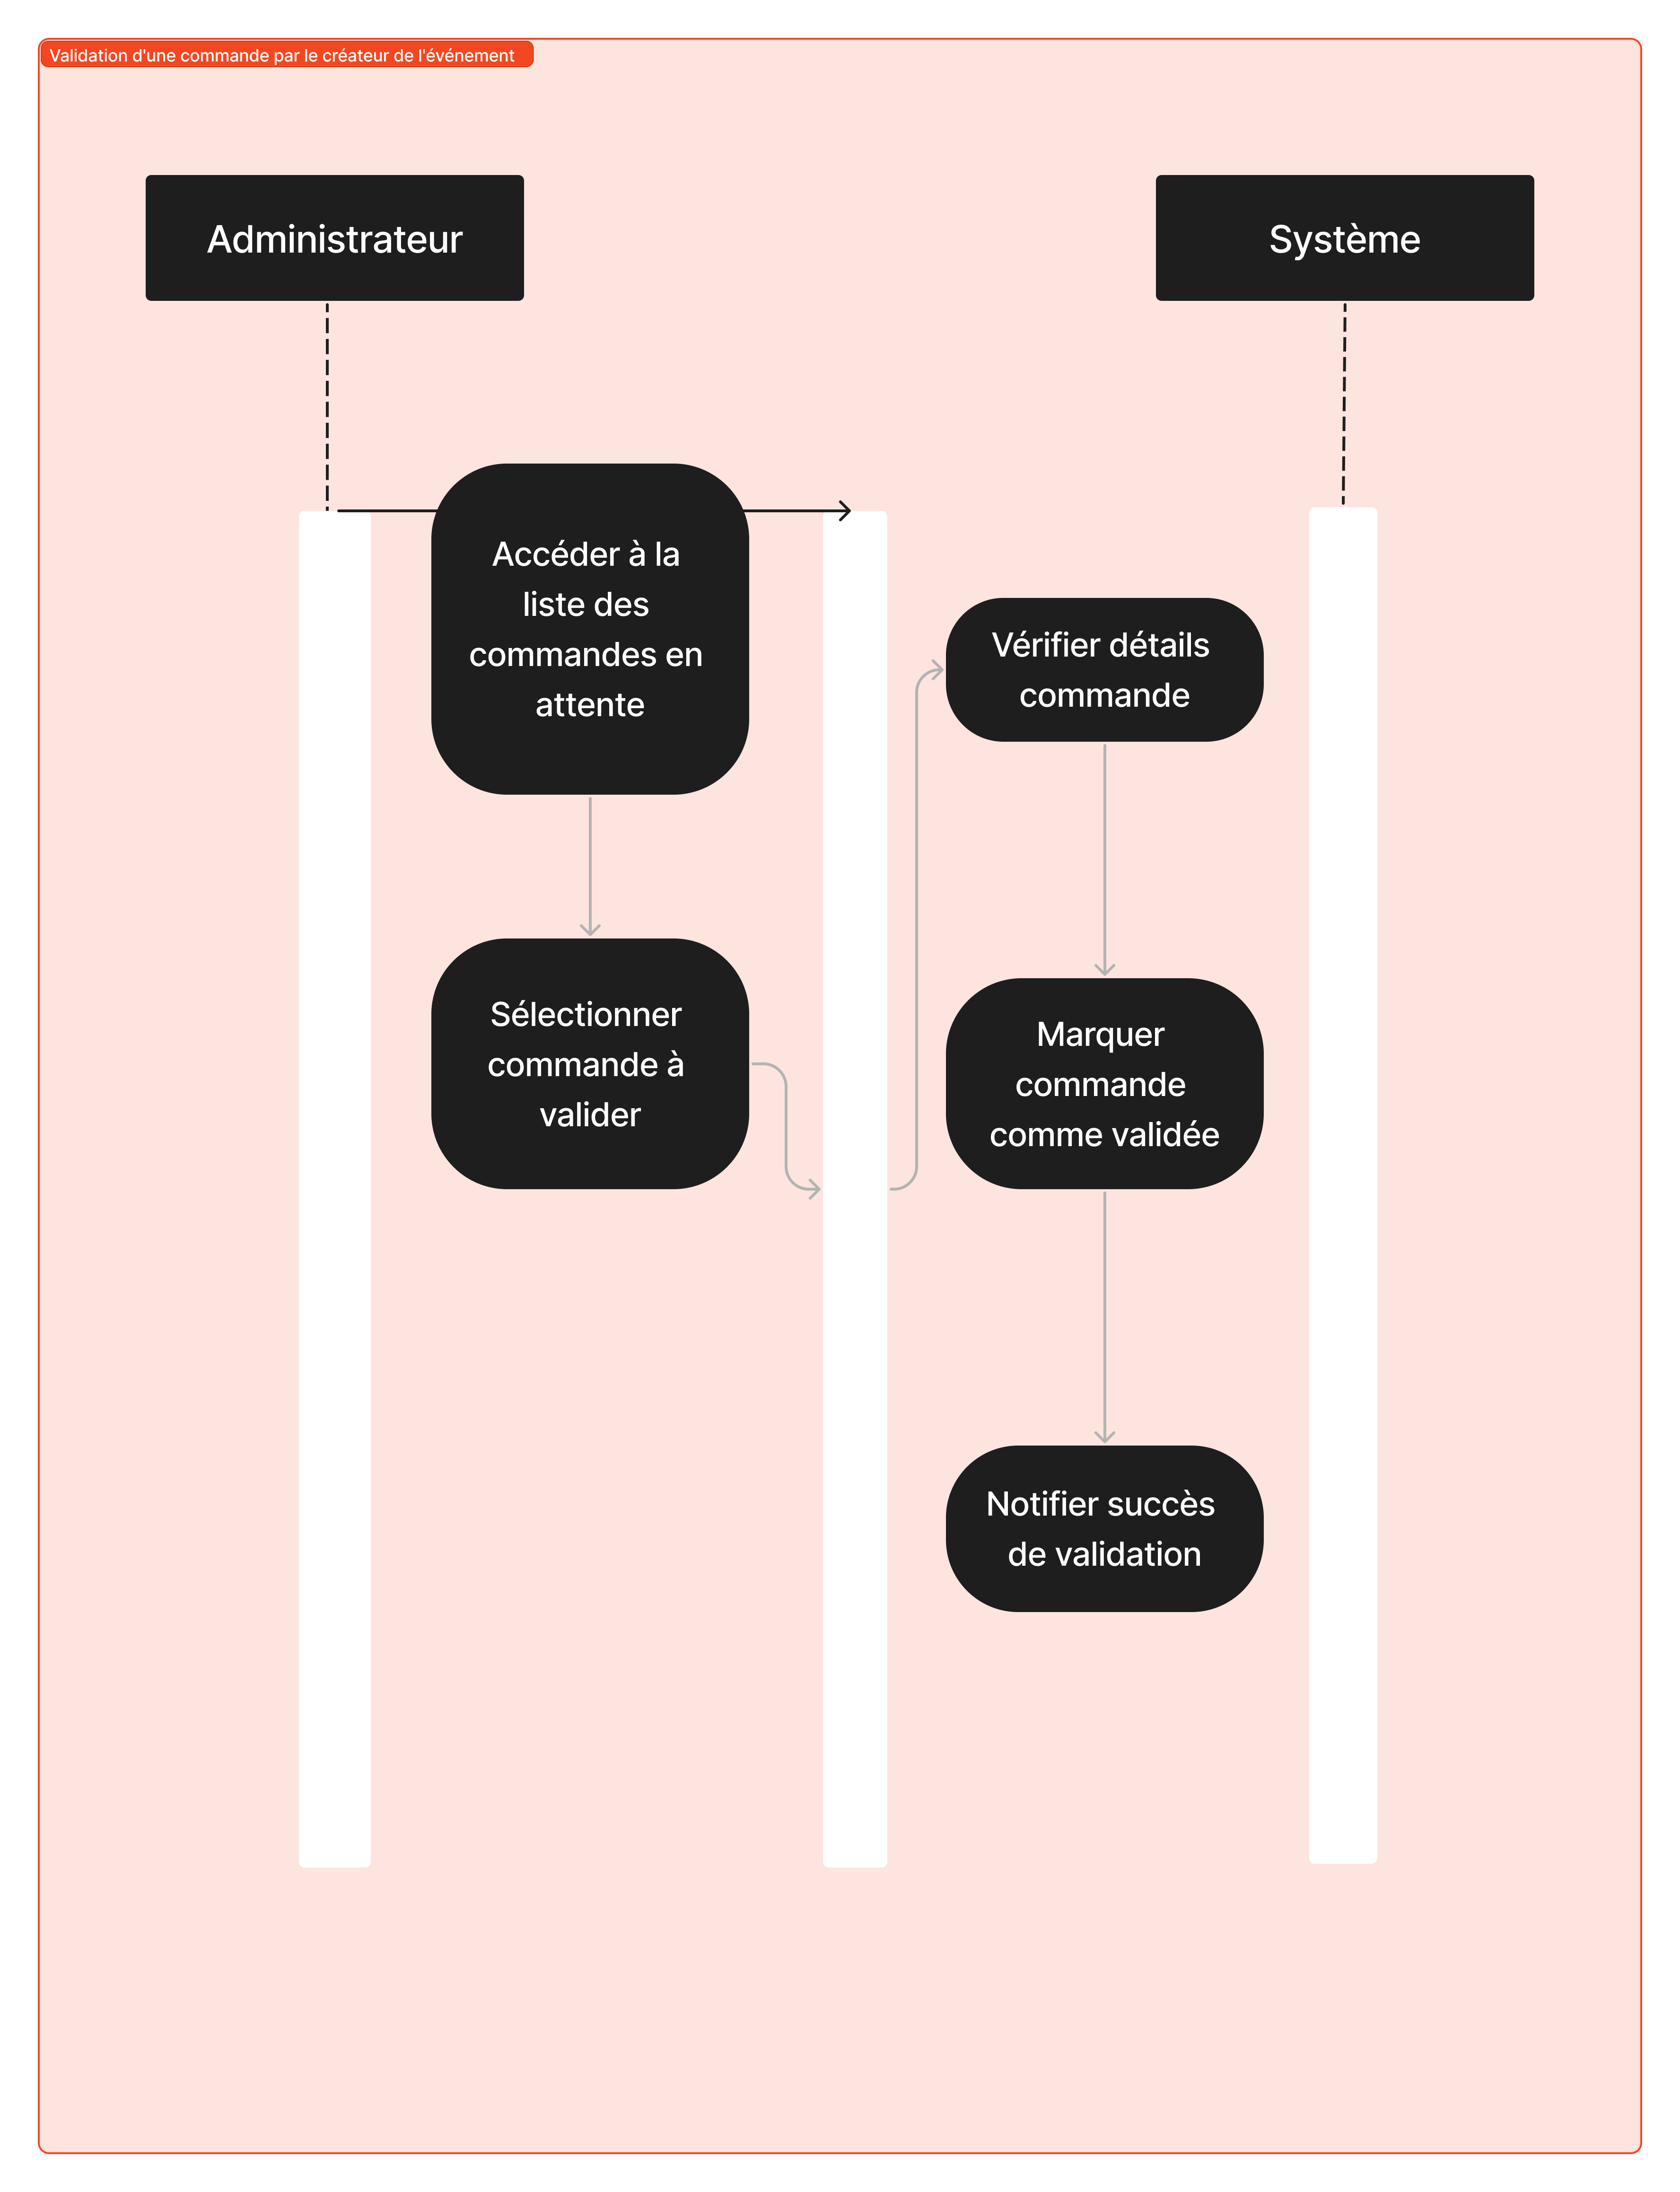 Validation d'une commande par le créateur de l'événement
Administrateur
Système
Accéder à la
liste des
commandes en
attente
Vérifier détails
commande
Sélectionner
commande à
valider
Marquer
commande
comme validée
Notifier succès
de validation